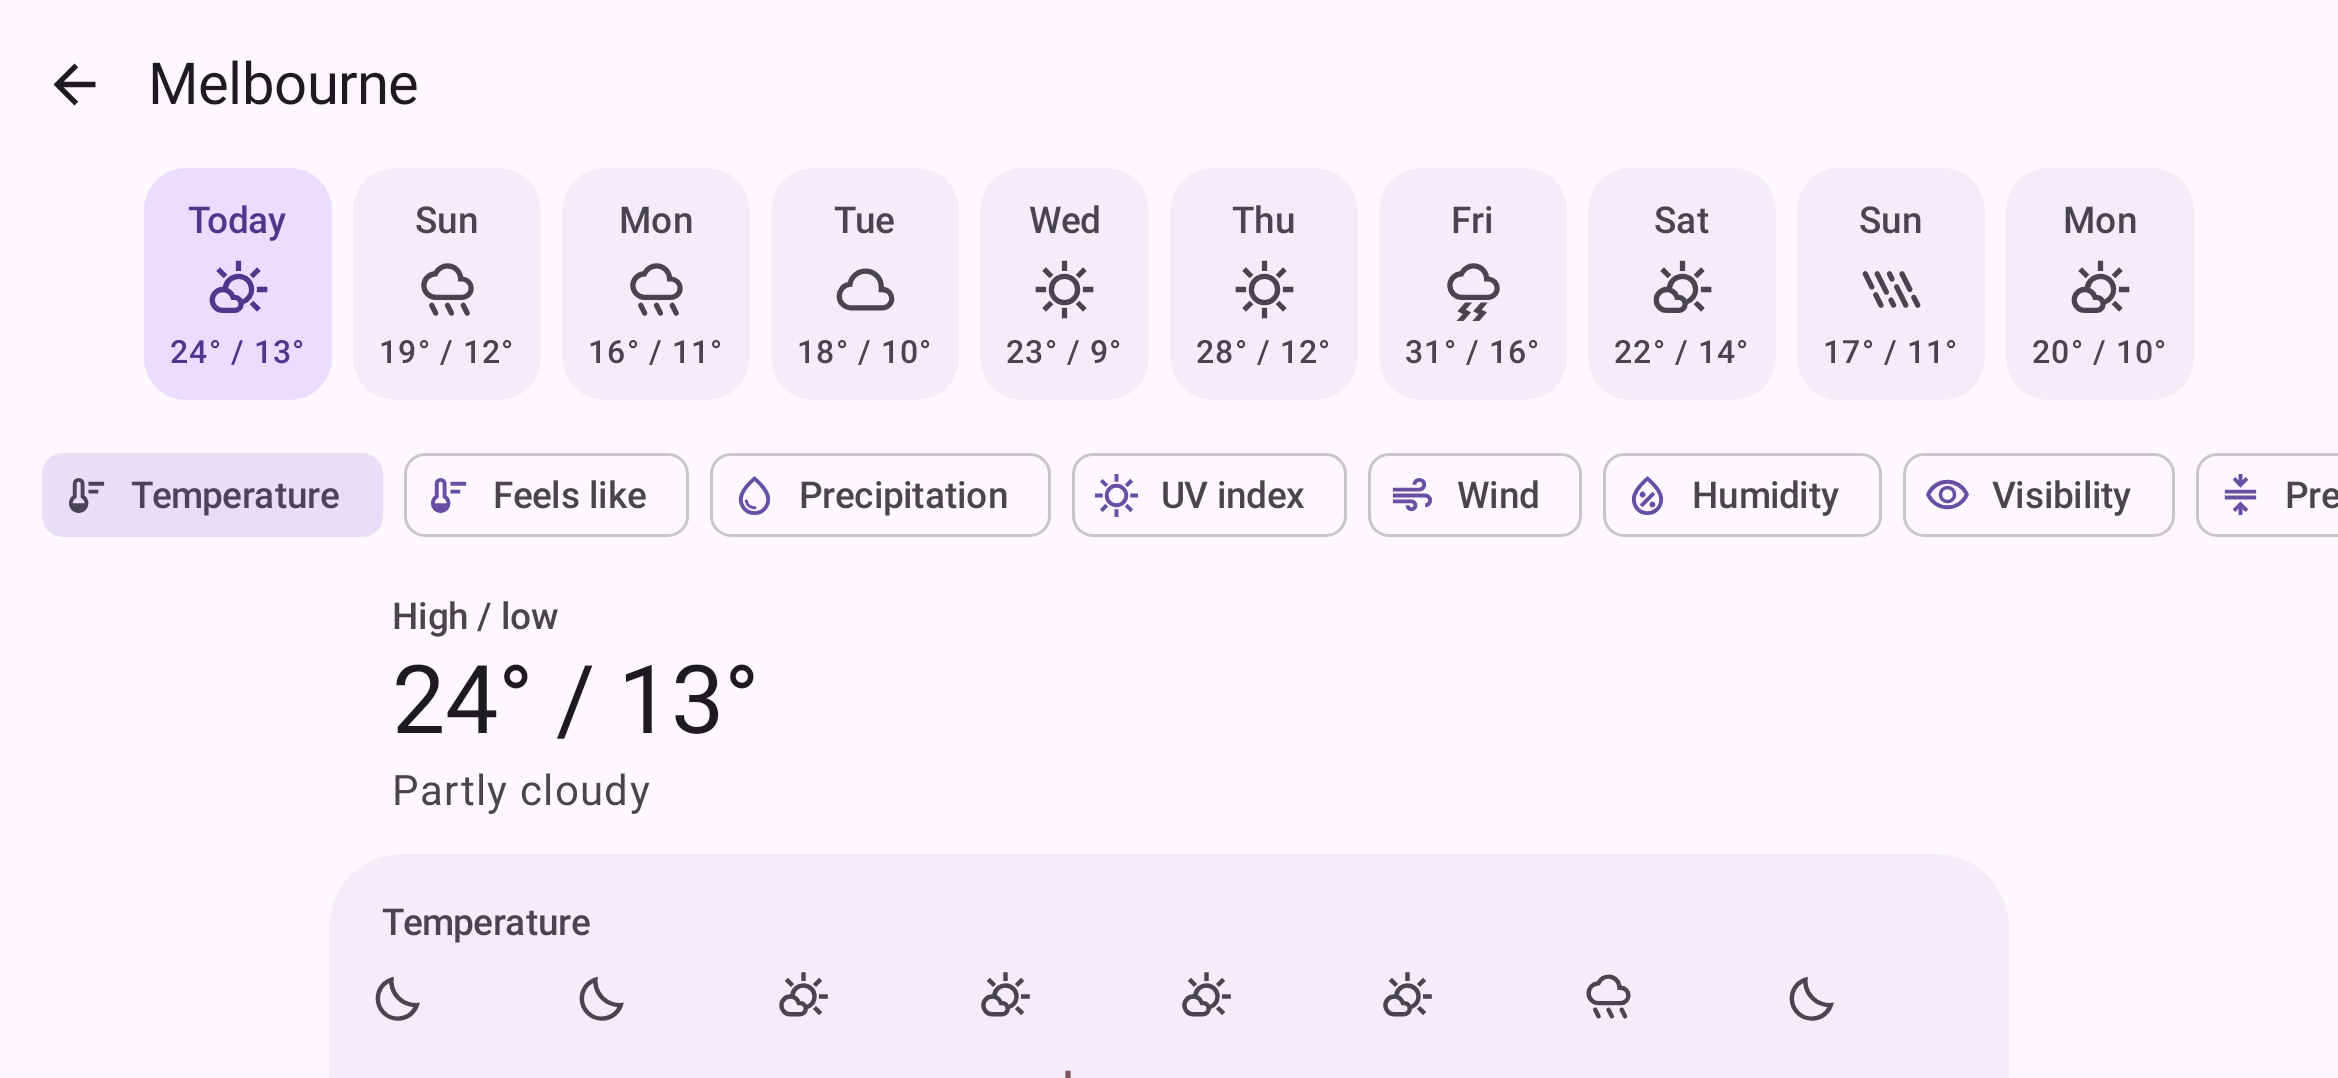 Melbourne
Today Sun Mon Tue Wed Thu Fri Sat Sun Mon
24° / 13° 19° / 12° 16° / 11° 18° / 10° 23° / 9° 28° / 12° 31° / 16° 22° / 14° 17° / 11° 20° / 10°
Temperature Feels like Precipitation UV index Wind Humidity Visibility Pre
High / low
24° / 13°
Partly cloudy
Temperature